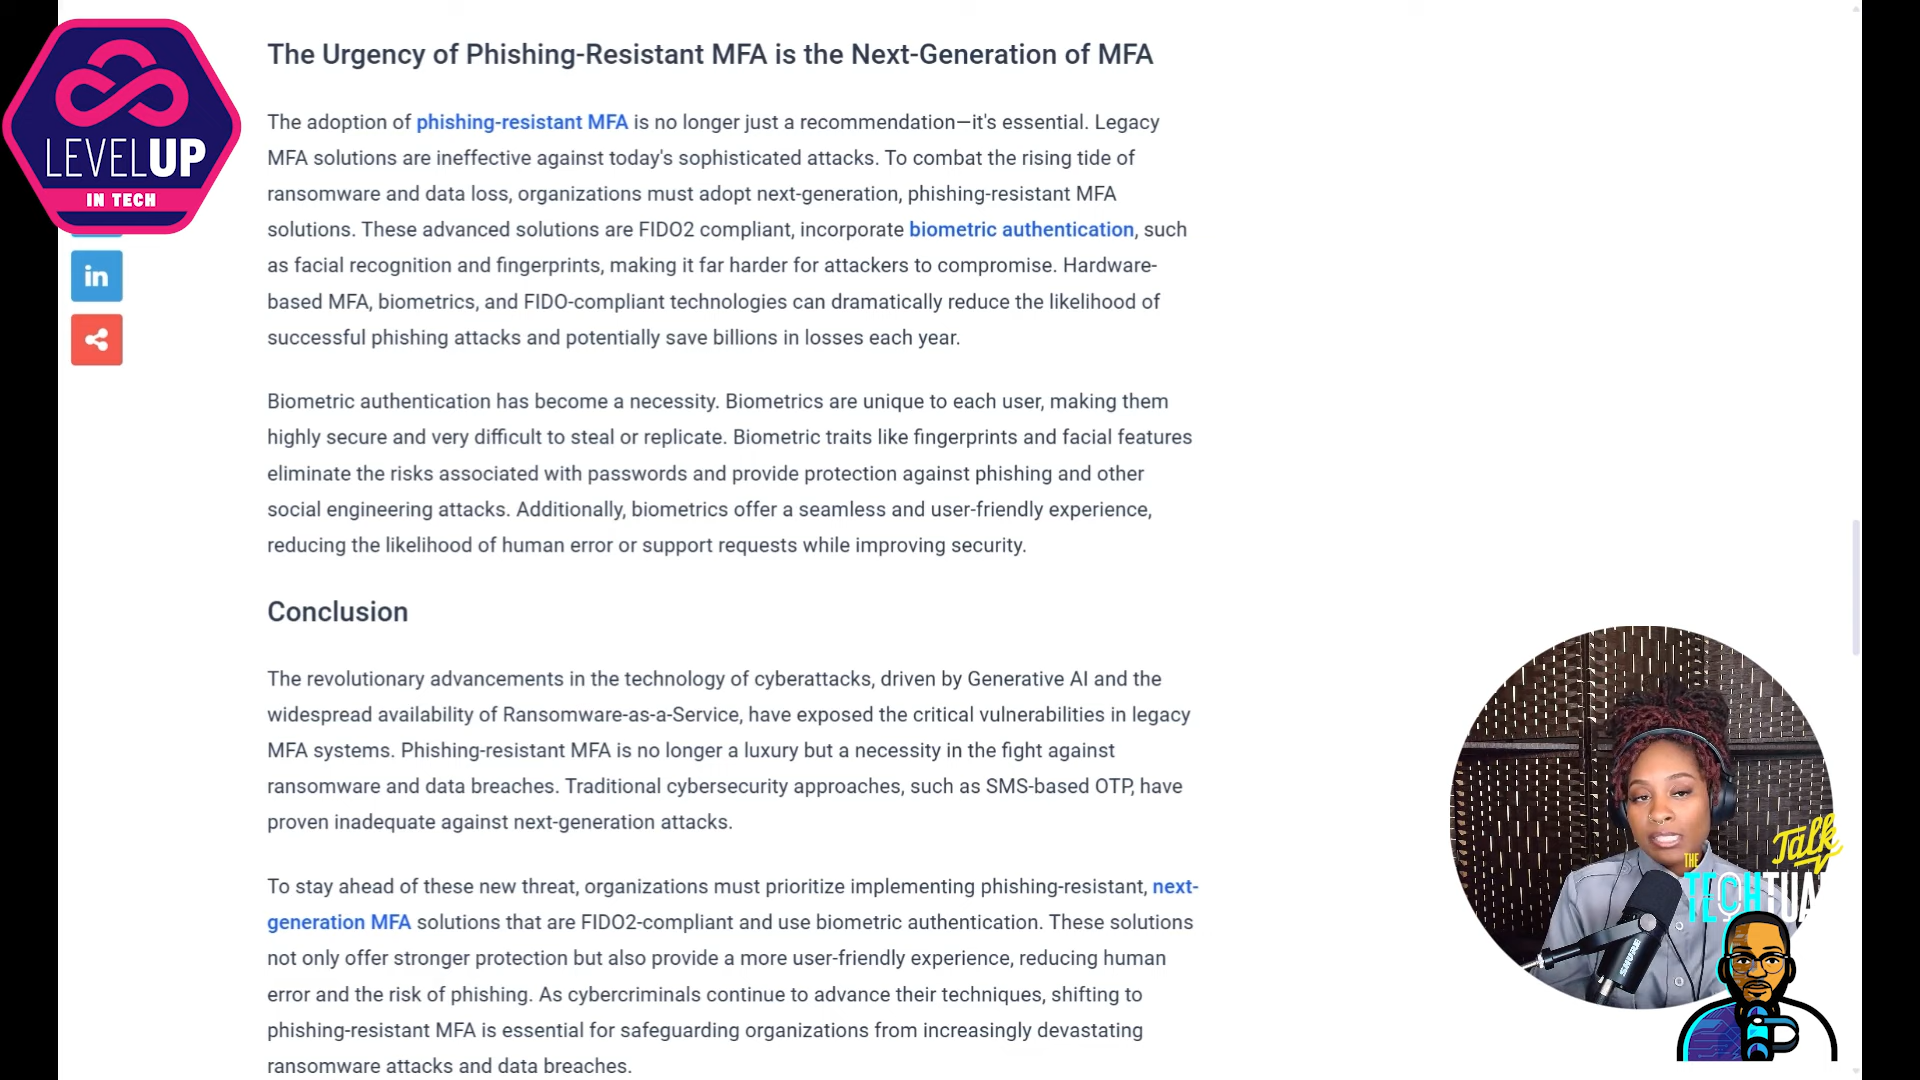 LEVELUP
IN TECH
in
The Urgency of Phishing-Resistant MFA is the Next-Generation of MFA
The adoption of phishing-resistant MFA is no longer just a recommendation—it's essential. Legacy
MFA solutions are ineffective against today's sophisticated attacks. To combat the rising tide of
ransomware and data loss, organizations must adopt next-generation, phishing-resistant MFA
solutions. These advanced solutions are FIDO2 compliant, incorporate biometric authentication, such
as facial recognition and fingerprints, making it far harder for attackers to compromise. Hardware-
based MFA, biometrics, and FIDO-compliant technologies can dramatically reduce the likelihood of
successful phishing attacks and potentially save billions in losses each year.
Biometric authentication has become a necessity. Biometrics are unique to each user, making them
highly secure and very difficult to steal or replicate. Biometric traits like fingerprints and facial features
eliminate the risks associated with passwords and provide protection against phishing and other
social engineering attacks. Additionally, biometrics offer a seamless and user-friendly experience,
reducing the likelihood of human error or support requests while improving security.
Conclusion
The revolutionary advancements in the technology of cyberattacks, driven by Generative AI and the
widespread availability of Ransomware-as-a-Service, have exposed the critical vulnerabilities in legacy
MFA systems. Phishing-resistant MFA is no longer a luxury but a necessity in the fight against
ransomware and data breaches. Traditional cybersecurity approaches, such as SMS-based OTP, have
proven inadequate against next-generation attacks.
To stay ahead of these new threat, organizations must prioritize implementing phishing-resistant, next-
generation MFA solutions that are FIDO2-compliant and use biometric authentication. These solutions
not only offer stronger protection but also provide a more user-friendly experience, reducing human
error and the risk of phishing. As cybercriminals continue to advance their techniques, shifting to
phishing-resistant MFA is essential for safeguarding organizations from increasingly devastating
ransomware attacks and data breaches.
THE
TECHTUA
Talk
SHURE